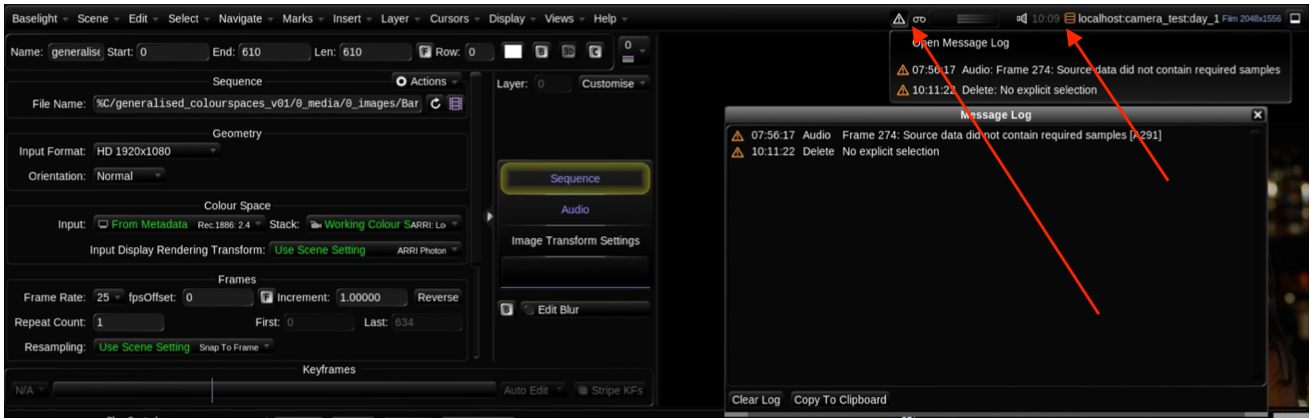 Baselight Scene Edit Select Navigate Marks Insert Layer Cursors Display Views Help
10:09 localhost:camera_test:day_1 Film 2048x1556
Name: generalise Start: 0 End: 610 Len: 610 F Row: 0 B 3D C 0
Open Message Log
07:56:17 Audio: Frame 274: Source data did not contain required samples
10:11:22 Delete: No explicit selection
Sequence Actions
File Name: %C/generalised_colourspaces_v01/0_media/0_images/Bar
Geometry
Input Format: HD 1920x1080
Orientation: Normal
Colour Space
Input: From Metadata Rec.1886: 2.4 Stack: Working Colour S ARRI: Lo
Input Display Rendering Transform: Use Scene Setting ARRI Photon
Frames
Frame Rate: 25 fpsOffset: 0 F Increment: 1.00000 Reverse
Repeat Count: 1 First: 0 Last: 634
Resampling: Use Scene Setting Snap To Frame
Keyframes
N/A Auto Edit Stripe KFs
Layer: 0 Customise
Sequence
Audio
Image Transform Settings
B Edit Blur
Message Log
07:56:17 Audio Frame 274: Source data did not contain required samples [A291]
10:11:22 Delete No explicit selection
Clear Log Copy To Clipboard